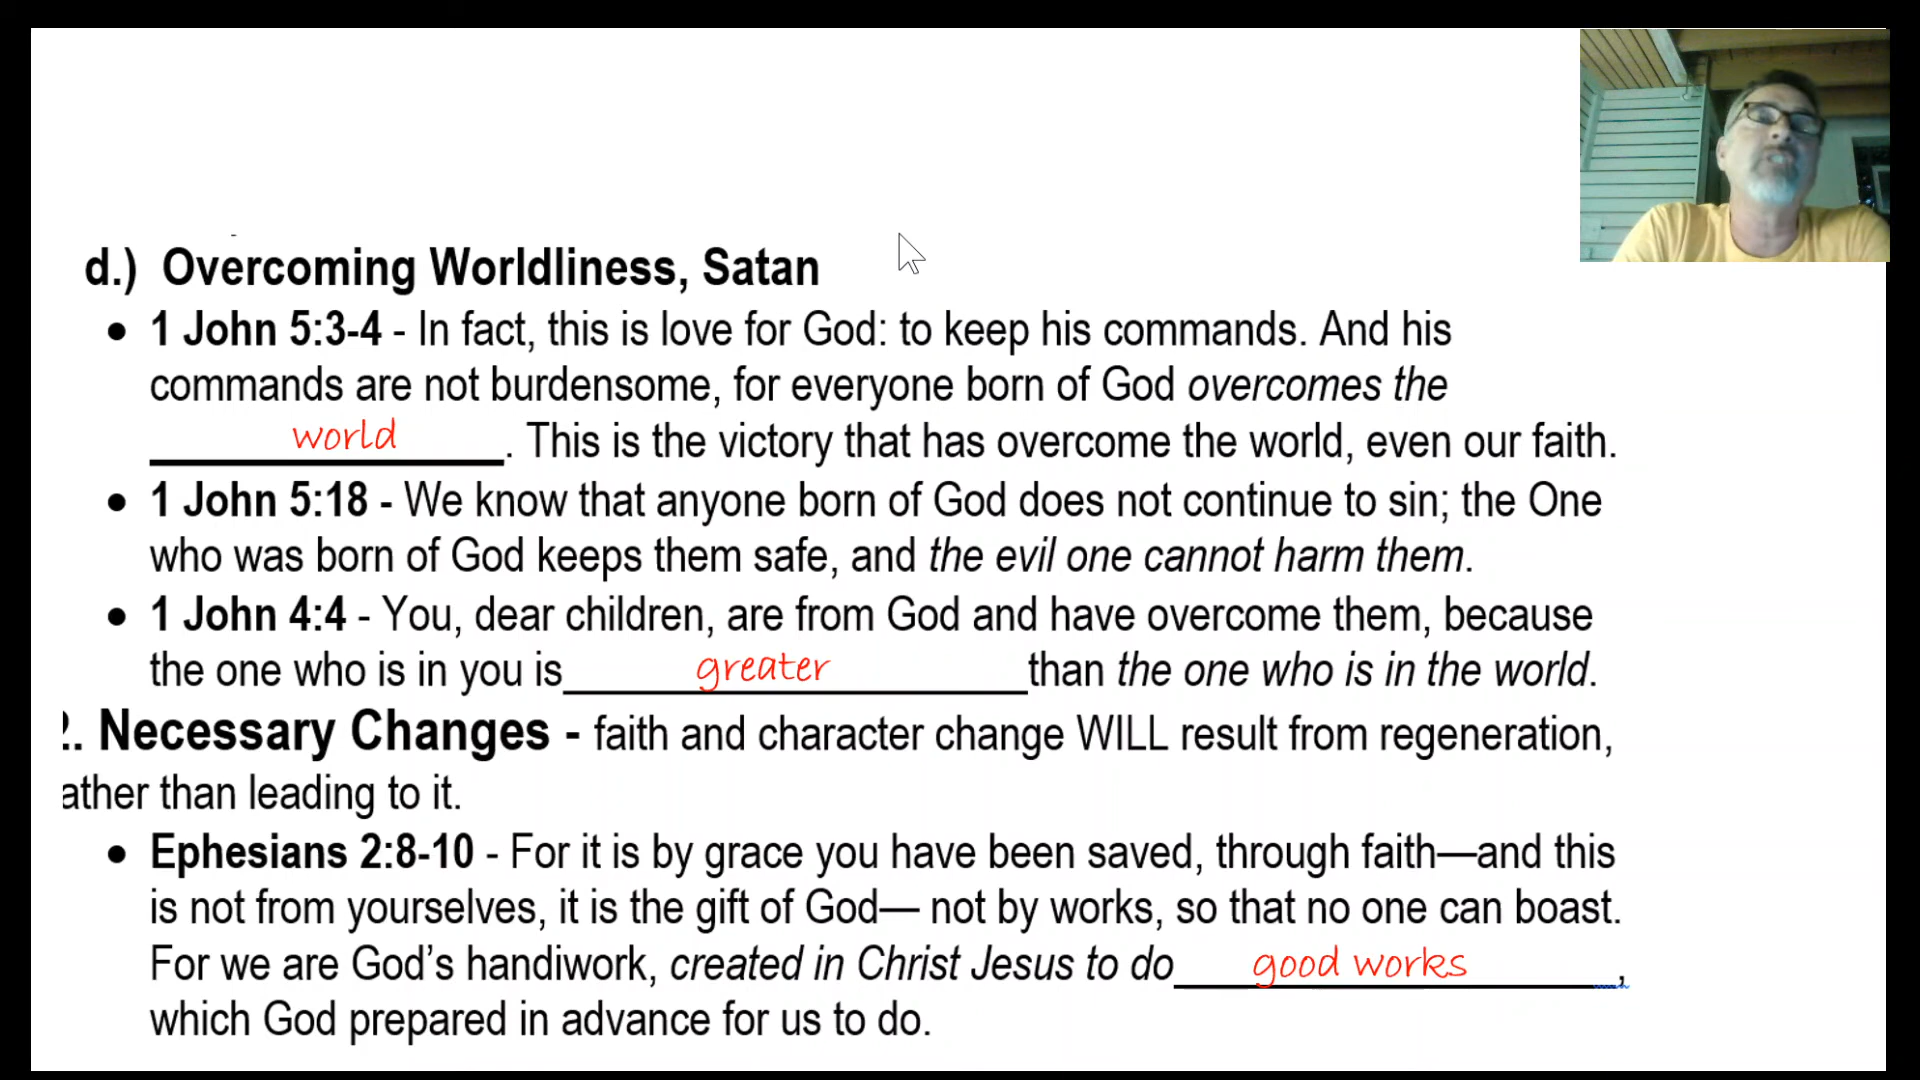 d.) Overcoming Worldliness, Satan
• 1 John 5:3-4 - In fact, this is love for God: to keep his commands. And his
commands are not burdensome, for everyone born of God overcomes the
world. This is the victory that has overcome the world, even our faith.
• 1 John 5:18 - We know that anyone born of God does not continue to sin; the One
who was born of God keeps them safe, and the evil one cannot harm them.
• 1 John 4:4 - You, dear children, are from God and have overcome them, because
the one who is in you is greater than the one who is in the world.
. Necessary Changes - faith and character change WILL result from regeneration,
ather than leading to it.
• Ephesians 2:8-10 - For it is by grace you have been saved, through faith—and this
is not from yourselves, it is the gift of God— not by works, so that no one can boast.
For we are God’s handiwork, created in Christ Jesus to do good works,
which God prepared in advance for us to do.